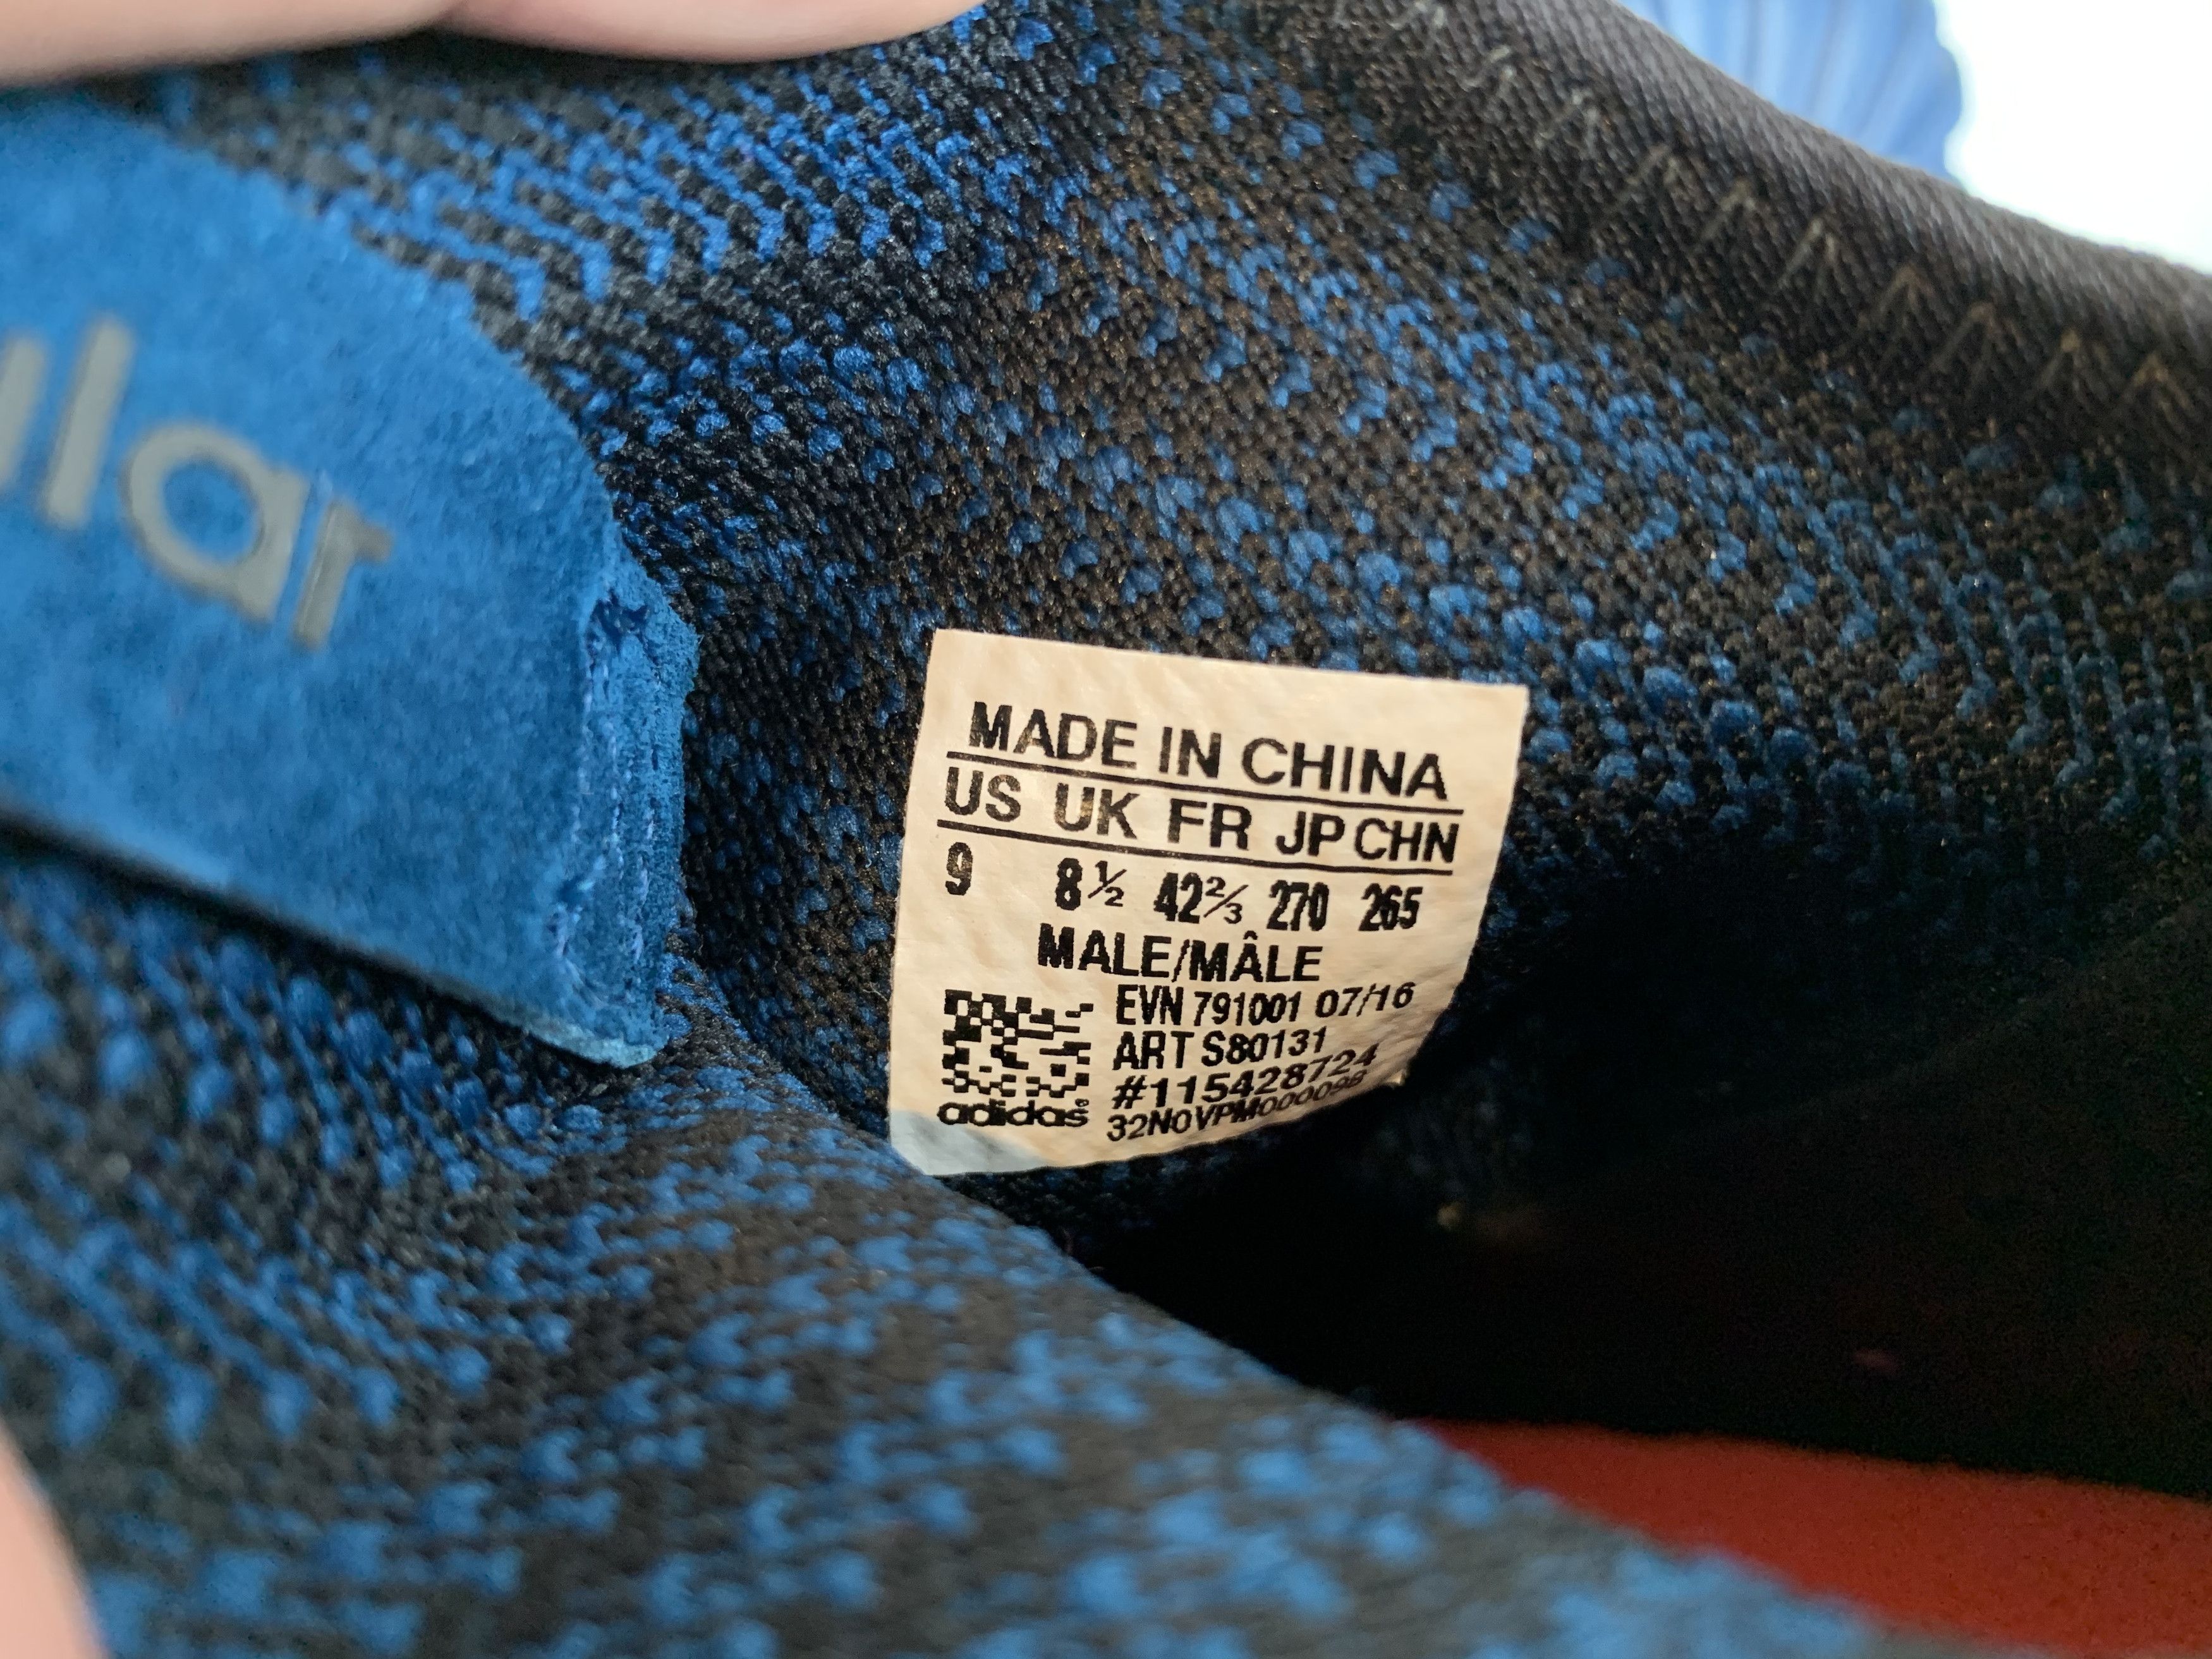 ular
MADE IN CHINA
US UK FR JP CHN
9 8½ 42⅔ 270 265
MALE/MÂLE
EVN 791001 07/16
ART S80131
#115428724
32N0VPM0000098
adidas